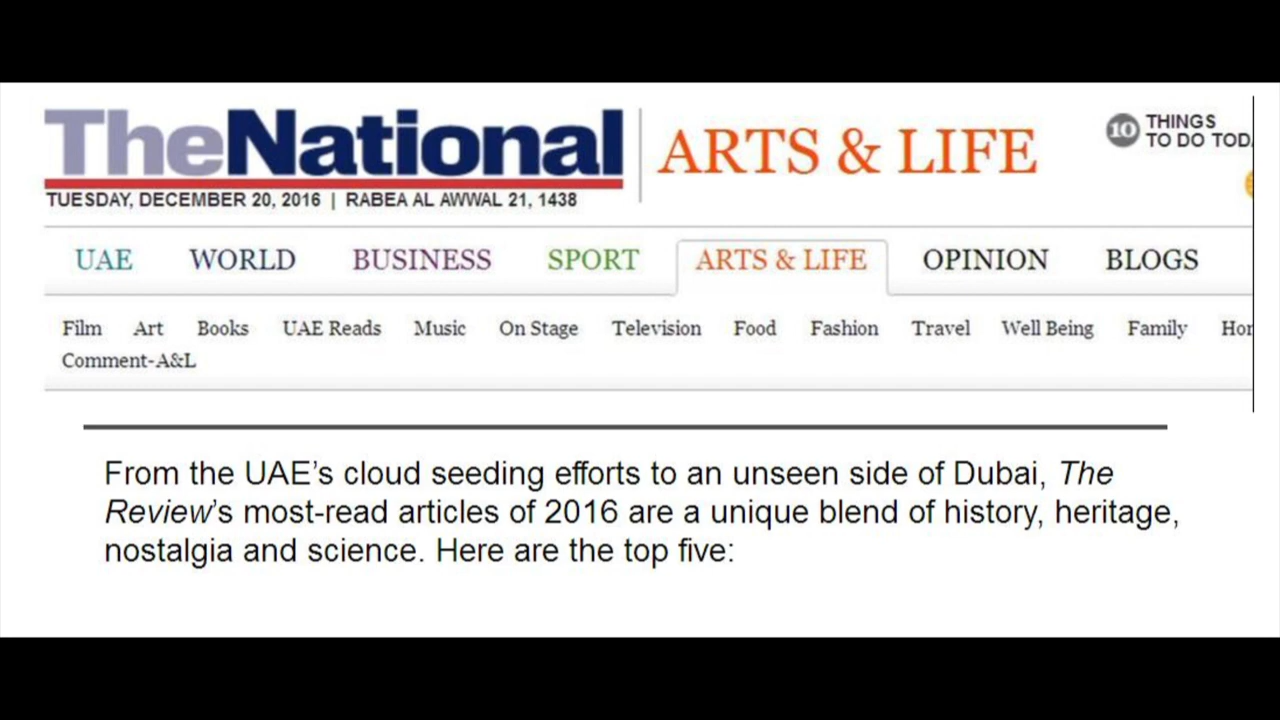 TheNational
ARTS & LIFE
10 THINGS
TO DO TOD
TUESDAY, DECEMBER 20, 2016 | RABEA AL AWWAL 21, 1438
UAE WORLD BUSINESS SPORT ARTS & LIFE OPINION BLOGS
Film Art Books UAE Reads Music On Stage Television Food Fashion Travel Well Being Family Hor
Comment-A&L
From the UAE’s cloud seeding efforts to an unseen side of Dubai, The
Review’s most-read articles of 2016 are a unique blend of history, heritage,
nostalgia and science. Here are the top five: